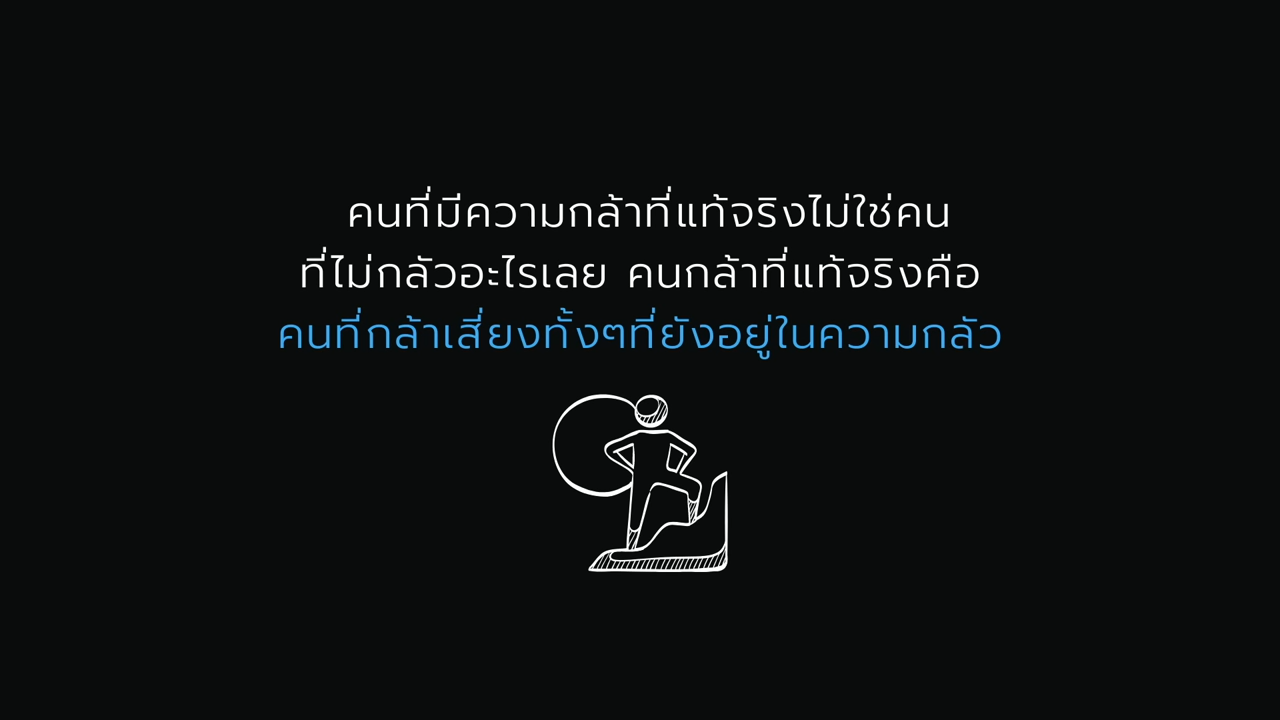 คนที่มีความกล้าที่แท้จริงไม่ใช่คน
ที่ไม่กลัวอะไรเลย คนกล้าที่แท้จริงคือ
คนที่กล้าเสี่ยงทั้งๆที่ยังอยู่ในความกลัว